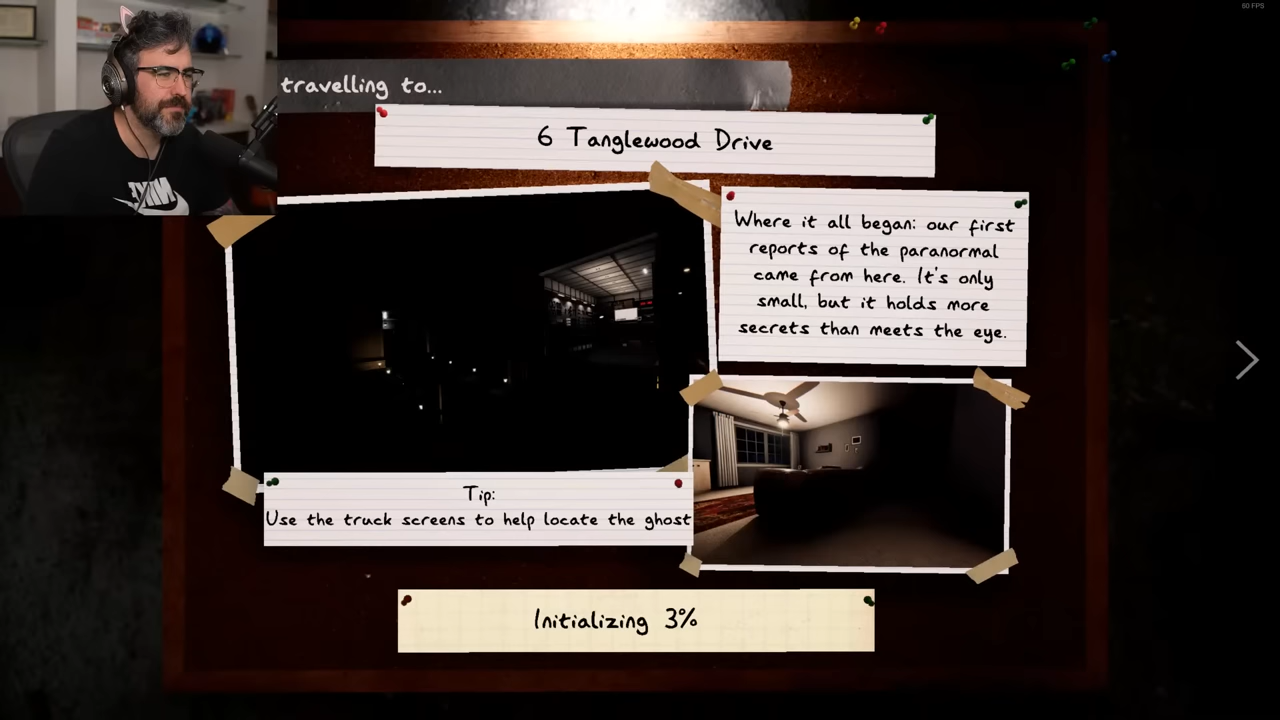 60 FPS
travelling to...
6 Tanglewood Drive
Where it all began: our first
reports of the paranormal
came from here. It's only
small, but it holds more
secrets than meets the eye.
Tip:
Use the truck screens to help locate the ghost
Initializing 3%